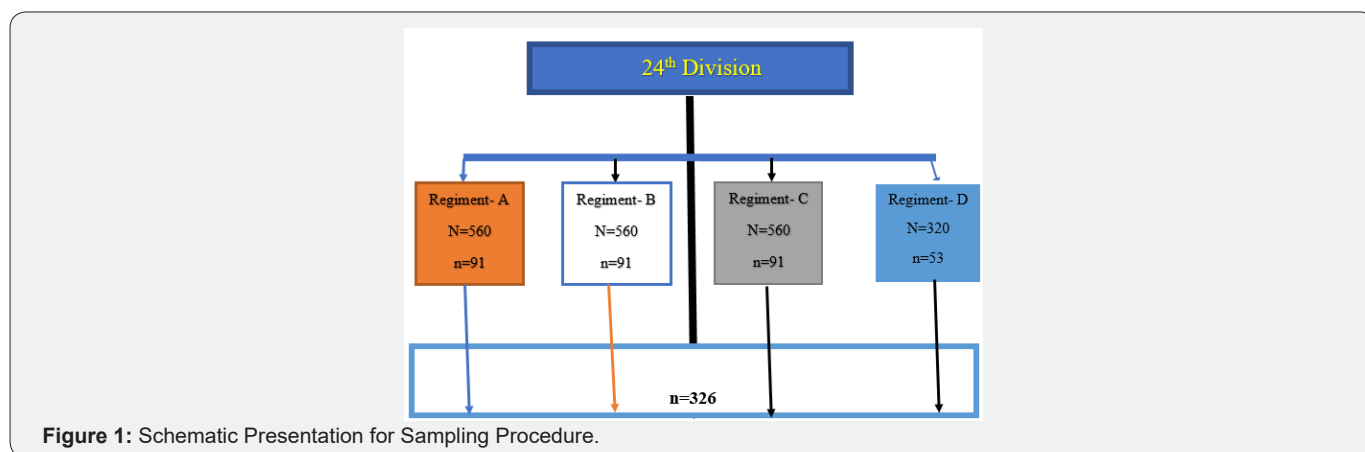 24th Division
Regiment- A
N=560
n=91
Regiment- B
N=560
n=91
Regiment- C
N=560
n=91
Regiment- D
N=320
n=53
n=326
Figure 1: Schematic Presentation for Sampling Procedure.